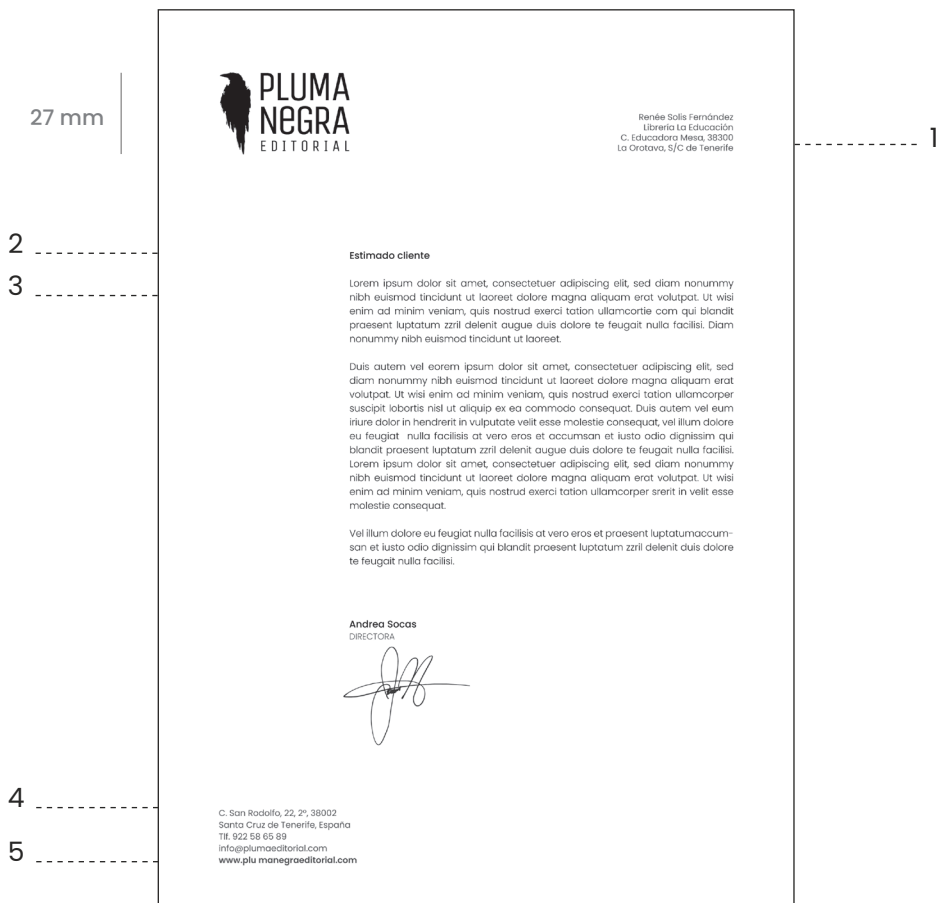 PLUMA
NEGRA
EDITORIAL
27 mm
Renée Solis Fernández
Librería La Educación
C. Educadora Mesa, 38300
La Orotava, S/C de Tenerife
1
2
Estimado cliente
3
Lorem ipsum dolor sit amet, consectetuer adipiscing elit, sed diam nonummy
nibh euismod tincidunt ut laoreet dolore magna aliquam erat volutpat. Ut wisi
enim ad minim veniam, quis nostrud exerci tation ullamcortie com qui blandit
praesent luptatum zzril delenit augue duis dolore te feugait nulla facilisi. Diam
nonummy nibh euismod tincidunt ut laoreet.
Duis autem vel eorem ipsum dolor sit amet, consectetuer adipiscing elit, sed
diam nonummy nibh euismod tincidunt ut laoreet dolore magna aliquam erat
volutpat. Ut wisi enim ad minim veniam, quis nostrud exerci tation ullamcorper
suscipit lobortis nisl ut aliquip ex ea commodo consequat. Duis autem vel eum
iriure dolor in hendrerit in vulputate velit esse molestie consequat, vel illum dolore
eu feugiat nulla facilisis at vero eros et accumsan et iusto odio dignissim qui
blandit praesent luptatum zzril delenit augue duis dolore te feugait nulla facilisi.
Lorem ipsum dolor sit amet, consectetuer adipiscing elit, sed diam nonummy
nibh euismod tincidunt ut laoreet dolore magna aliquam erat volutpat. Ut wisi
enim ad minim veniam, quis nostrud exerci tation ullamcorper srerit in velit esse
molestie consequat.
Vel illum dolore eu feugiat nulla facilisis at vero eros et praesent luptatumaccum-
san et iusto odio dignissim qui blandit praesent luptatum zzril delenit duis dolore
te feugait nulla facilisi.
Andrea Socas
DIRECTORA
4
C. San Rodolfo, 22, 2º, 38002
Santa Cruz de Tenerife, España
Tlf. 922 58 65 89
info@plumaeditorial.com
5
www.plu manegraeditorial.com